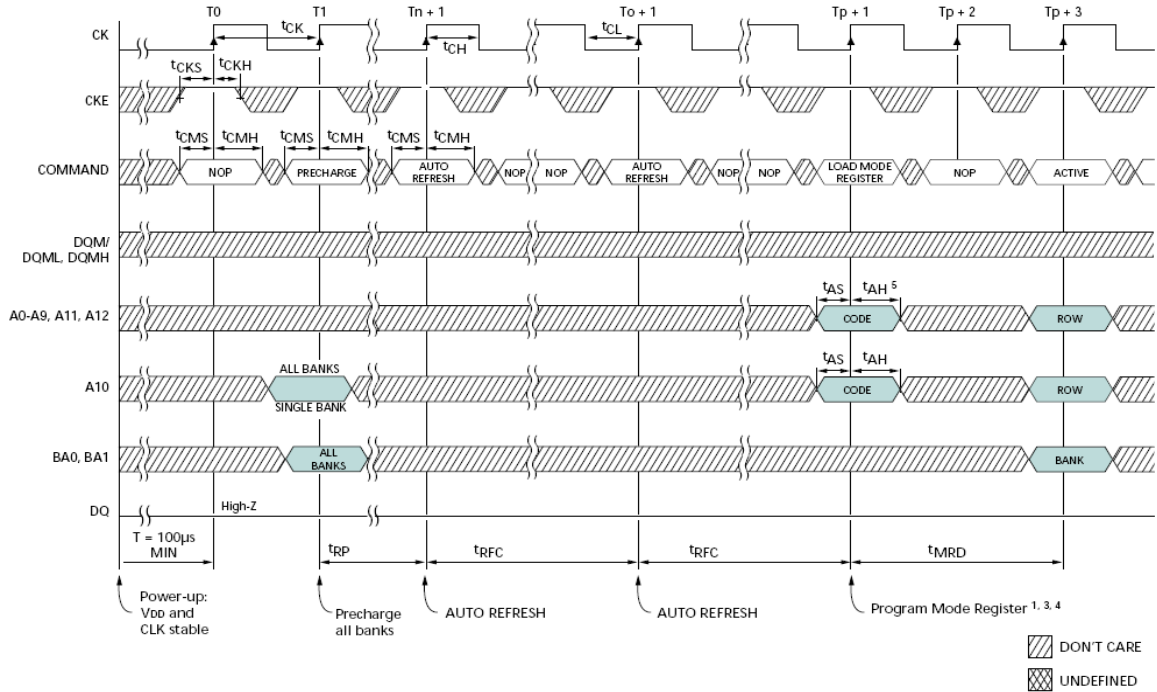 T0 T1 Tn + 1 To + 1 Tp + 1 Tp + 2 Tp + 3
CK
tCK
tCH
tCL
tCKS tCKH
CKE
tCMS tCMH tCMS tCMH tCMS tCMH
COMMAND
NOP PRECHARGE AUTO REFRESH NOP NOP AUTO REFRESH NOP NOP LOAD MODE REGISTER NOP ACTIVE
DQM/
DQML, DQMH
tAS tAH 5
A0-A9, A11, A12
CODE ROW
ALL BANKS
tAS tAH
A10
CODE ROW
SINGLE BANK
BA0, BA1
ALL BANKS
BANK
DQ
High-Z
T = 100µs
MIN
tRP tRFC tRFC tMRD
Power-up:
VDD and
CLK stable
Precharge
all banks
AUTO REFRESH
AUTO REFRESH
Program Mode Register 1, 3, 4
DON'T CARE
UNDEFINED